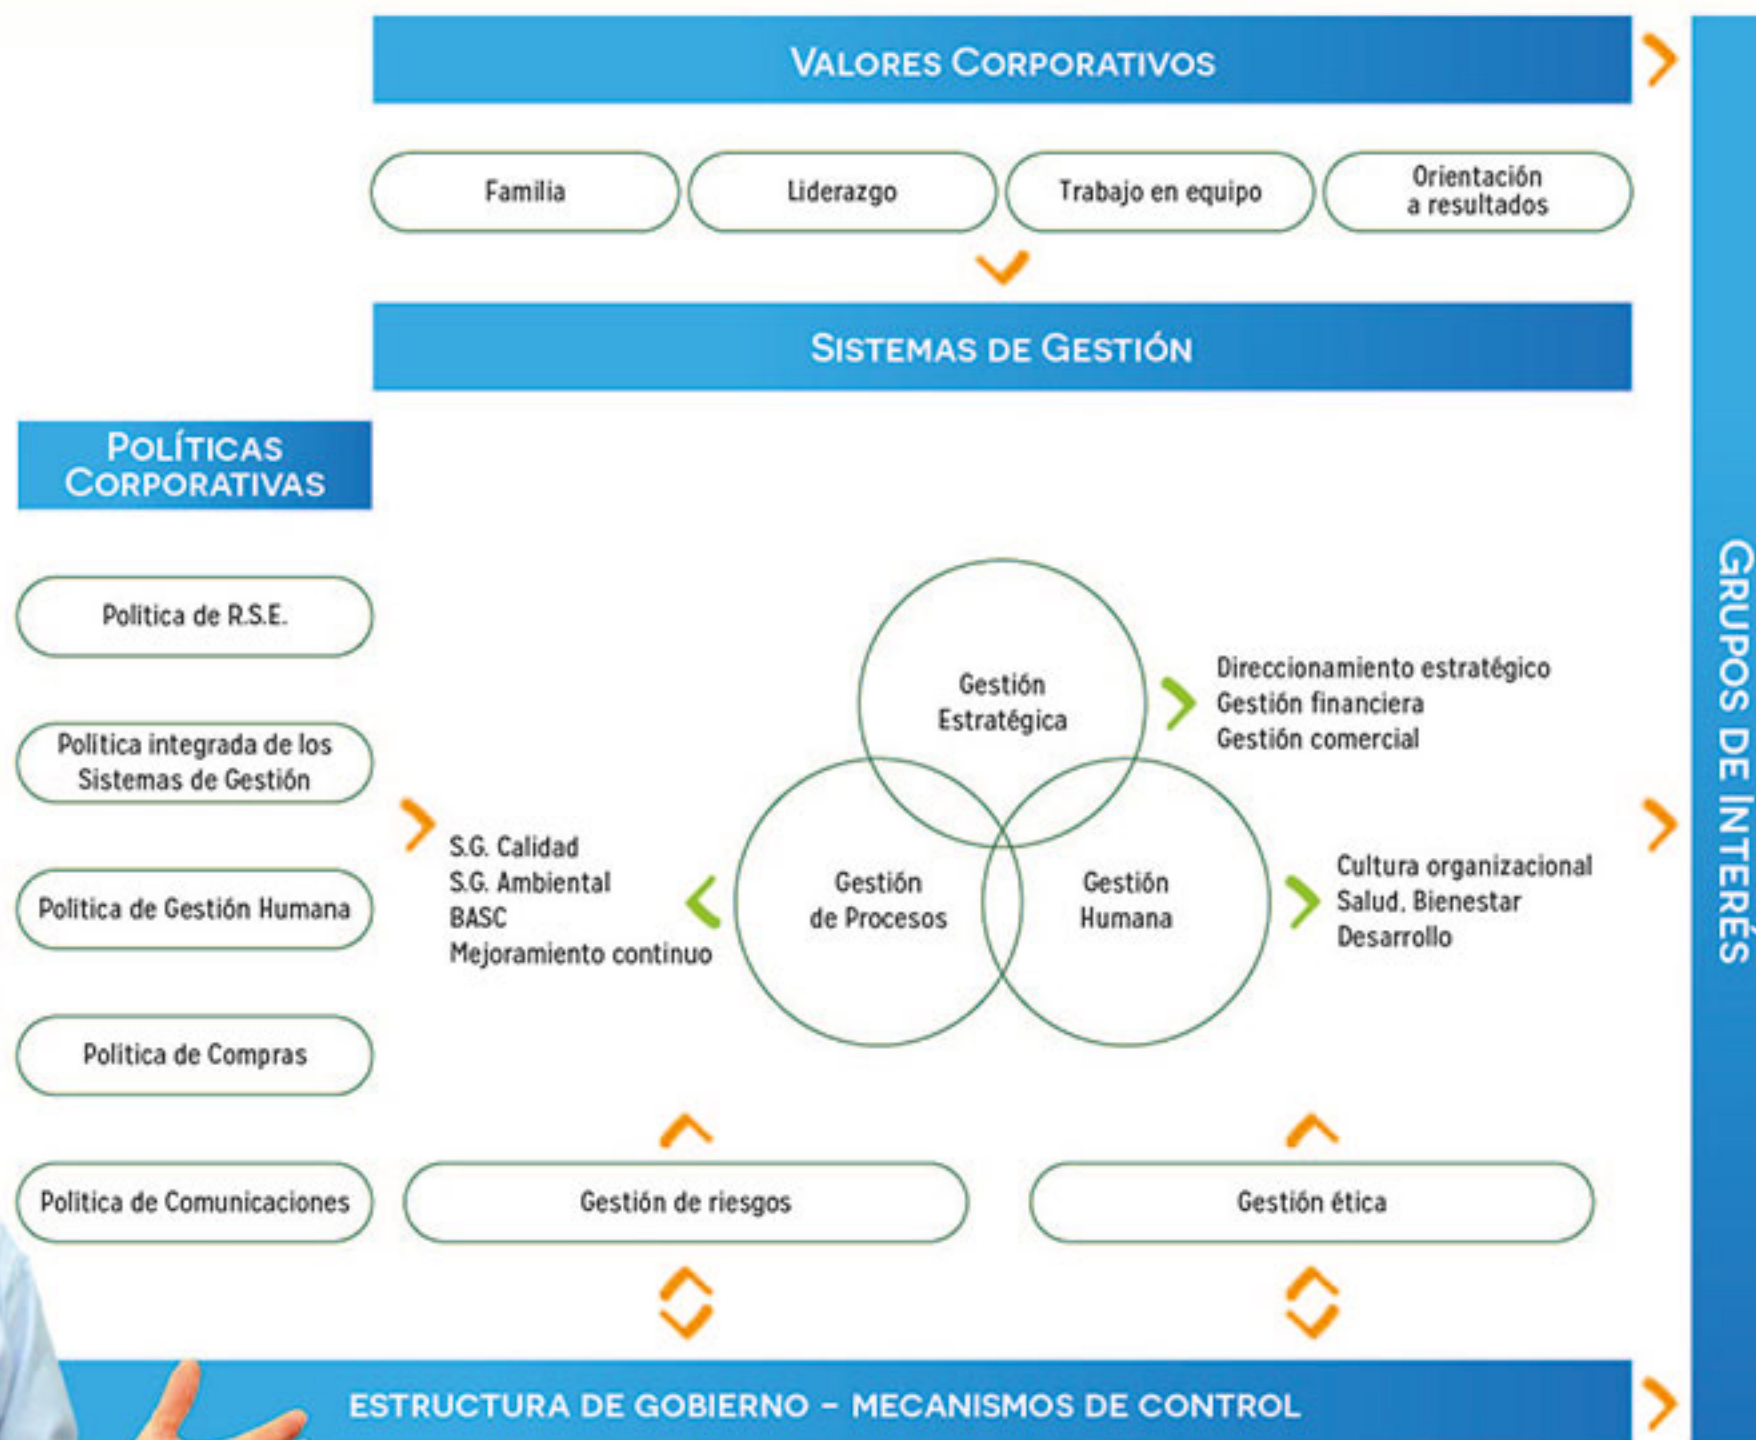 VALORES CORPORATIVOS
Familia
Liderazgo
Trabajo en equipo
Orientación
a resultados
SISTEMAS DE GESTIÓN
POLÍTICAS
CORPORATIVAS
Política de R.S.E.
Política integrada de los
Sistemas de Gestión
Política de Gestión Humana
Política de Compras
Política de Comunicaciones
Gestión
Estratégica
Direccionamiento estratégico
Gestión financiera
Gestión comercial
S.G. Calidad
S.G. Ambiental
BASC
Mejoramiento continuo
Gestión
de Procesos
Gestión
Humana
Cultura organizacional
Salud. Bienestar
Desarrollo
Gestión de riesgos
Gestión ética
ESTRUCTURA DE GOBIERNO – MECANISMOS DE CONTROL
GRUPOS DE INTERÉS